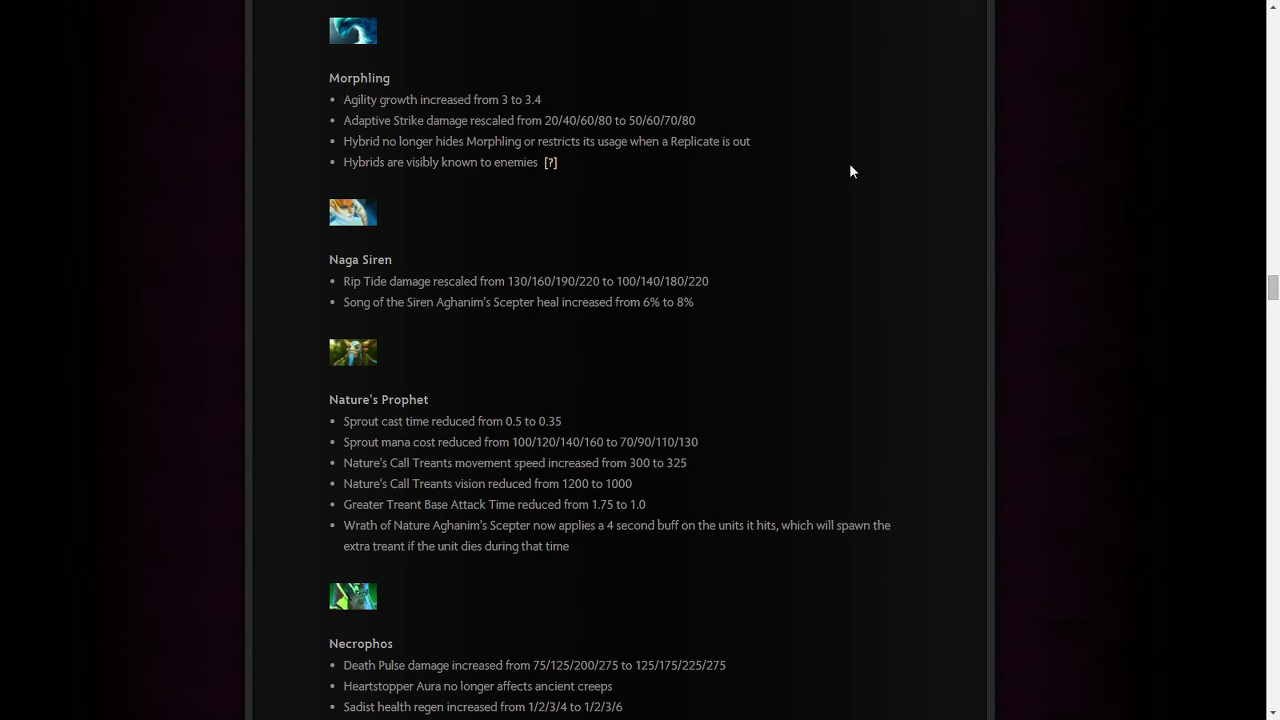 Morphling
• Agility growth increased from 3 to 3.4
• Adaptive Strike damage rescaled from 20/40/60/80 to 50/60/70/80
• Hybrid no longer hides Morphling or restricts its usage when a Replicate is out
• Hybrids are visibly known to enemies [?]
Naga Siren
• Rip Tide damage rescaled from 130/160/190/220 to 100/140/180/220
• Song of the Siren Aghanim's Scepter heal increased from 6% to 8%
Nature's Prophet
• Sprout cast time reduced from 0.5 to 0.35
• Sprout mana cost reduced from 100/120/140/160 to 70/90/110/130
• Nature's Call Treants movement speed increased from 300 to 325
• Nature's Call Treants vision reduced from 1200 to 1000
• Greater Treant Base Attack Time reduced from 1.75 to 1.0
• Wrath of Nature Aghanim's Scepter now applies a 4 second buff on the units it hits, which will spawn the
extra treant if the unit dies during that time
Necrophos
• Death Pulse damage increased from 75/125/200/275 to 125/175/225/275
• Heartstopper Aura no longer affects ancient creeps
• Sadist health regen increased from 1/2/3/4 to 1/2/3/6